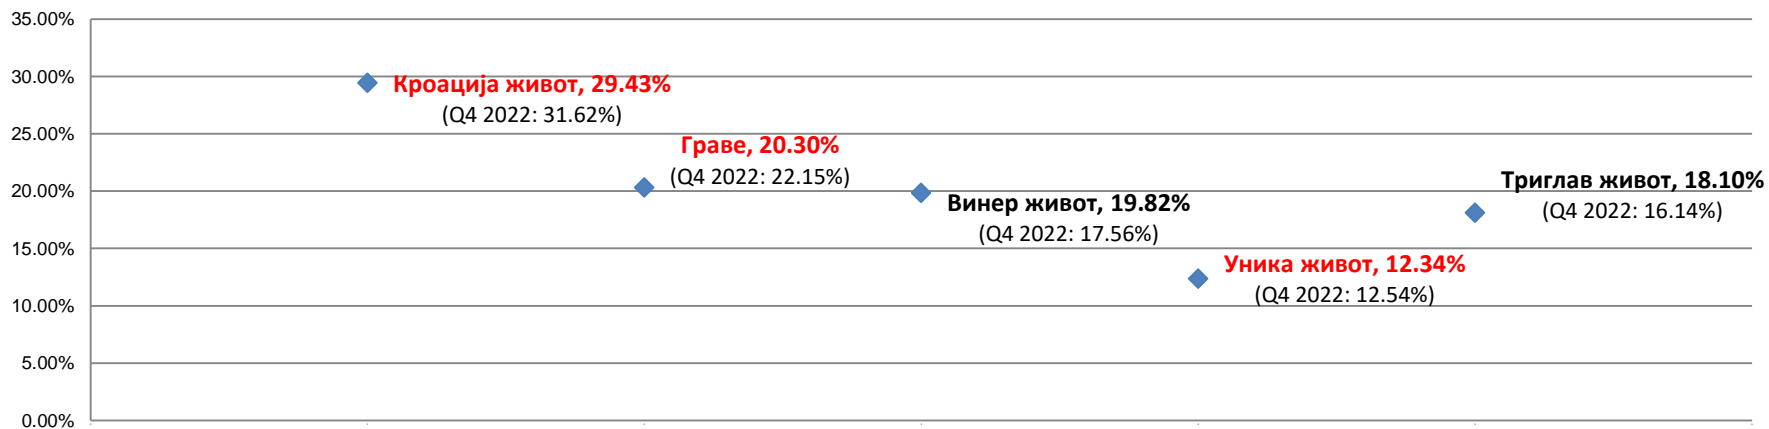 35.00%
30.00%
25.00%
20.00%
15.00%
10.00%
5.00%
0.00%
Кроација живот, 29.43%
(Q4 2022: 31.62%)
Граве, 20.30%
(Q4 2022: 22.15%)
Винер живот, 19.82%
(Q4 2022: 17.56%)
Уника живот, 12.34%
(Q4 2022: 12.54%)
Триглав живот, 18.10%
(Q4 2022: 16.14%)